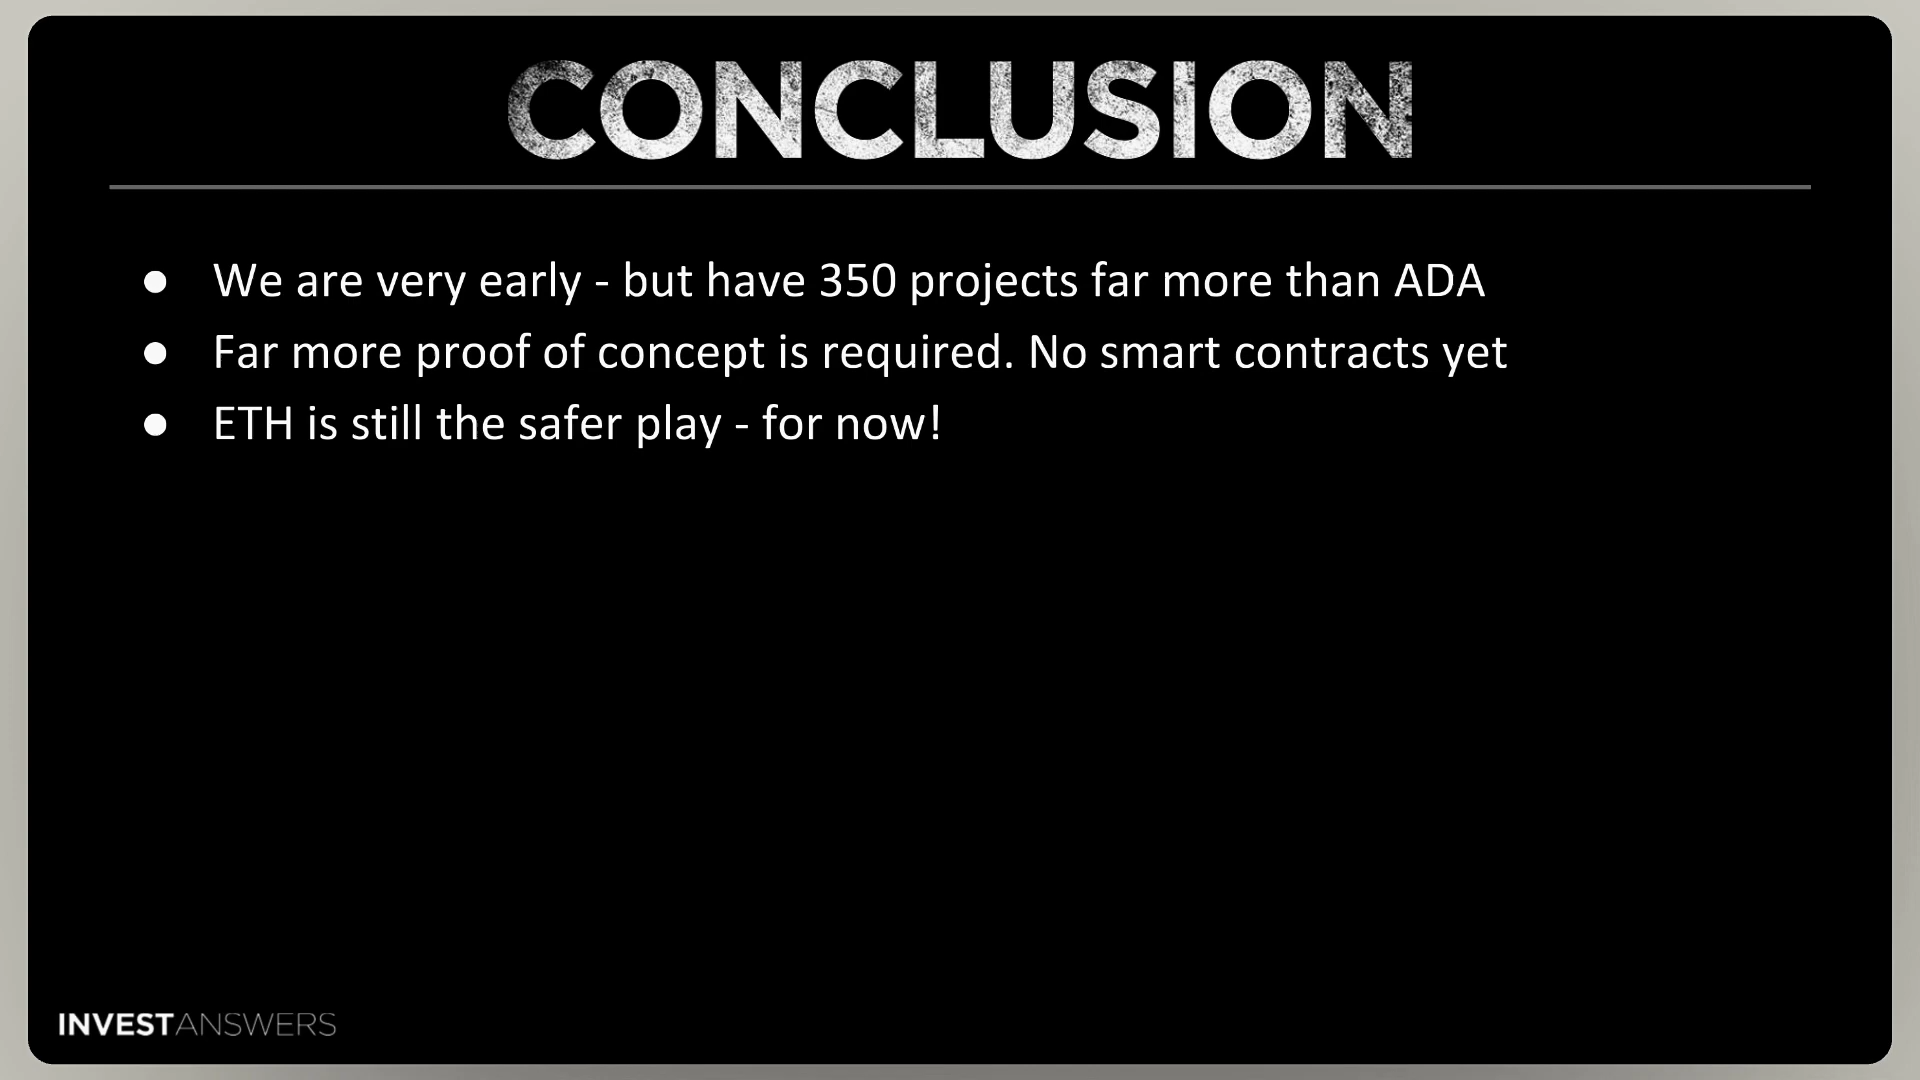 CONCLUSION
● We are very early - but have 350 projects far more than ADA
● Far more proof of concept is required. No smart contracts yet
● ETH is still the safer play - for now!
INVESTANSWERS